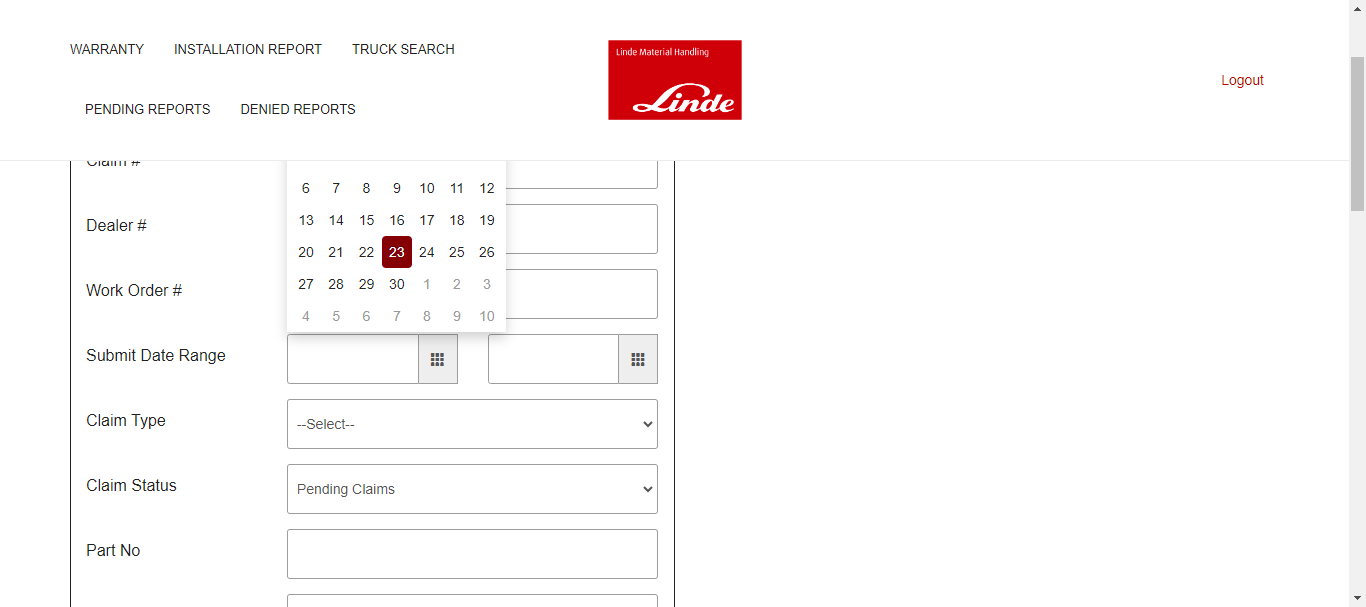 WARRANTY INSTALLATION REPORT TRUCK SEARCH
Linde Material Handling
Linde
Logout
PENDING REPORTS DENIED REPORTS
Claim #
6 7 8 9 10 11 12
Dealer #
13 14 15 16 17 18 19
20 21 22 23 24 25 26
Work Order #
27 28 29 30 1 2 3
4 5 6 7 8 9 10
Submit Date Range
Claim Type
--Select--
Claim Status
Pending Claims
Part No